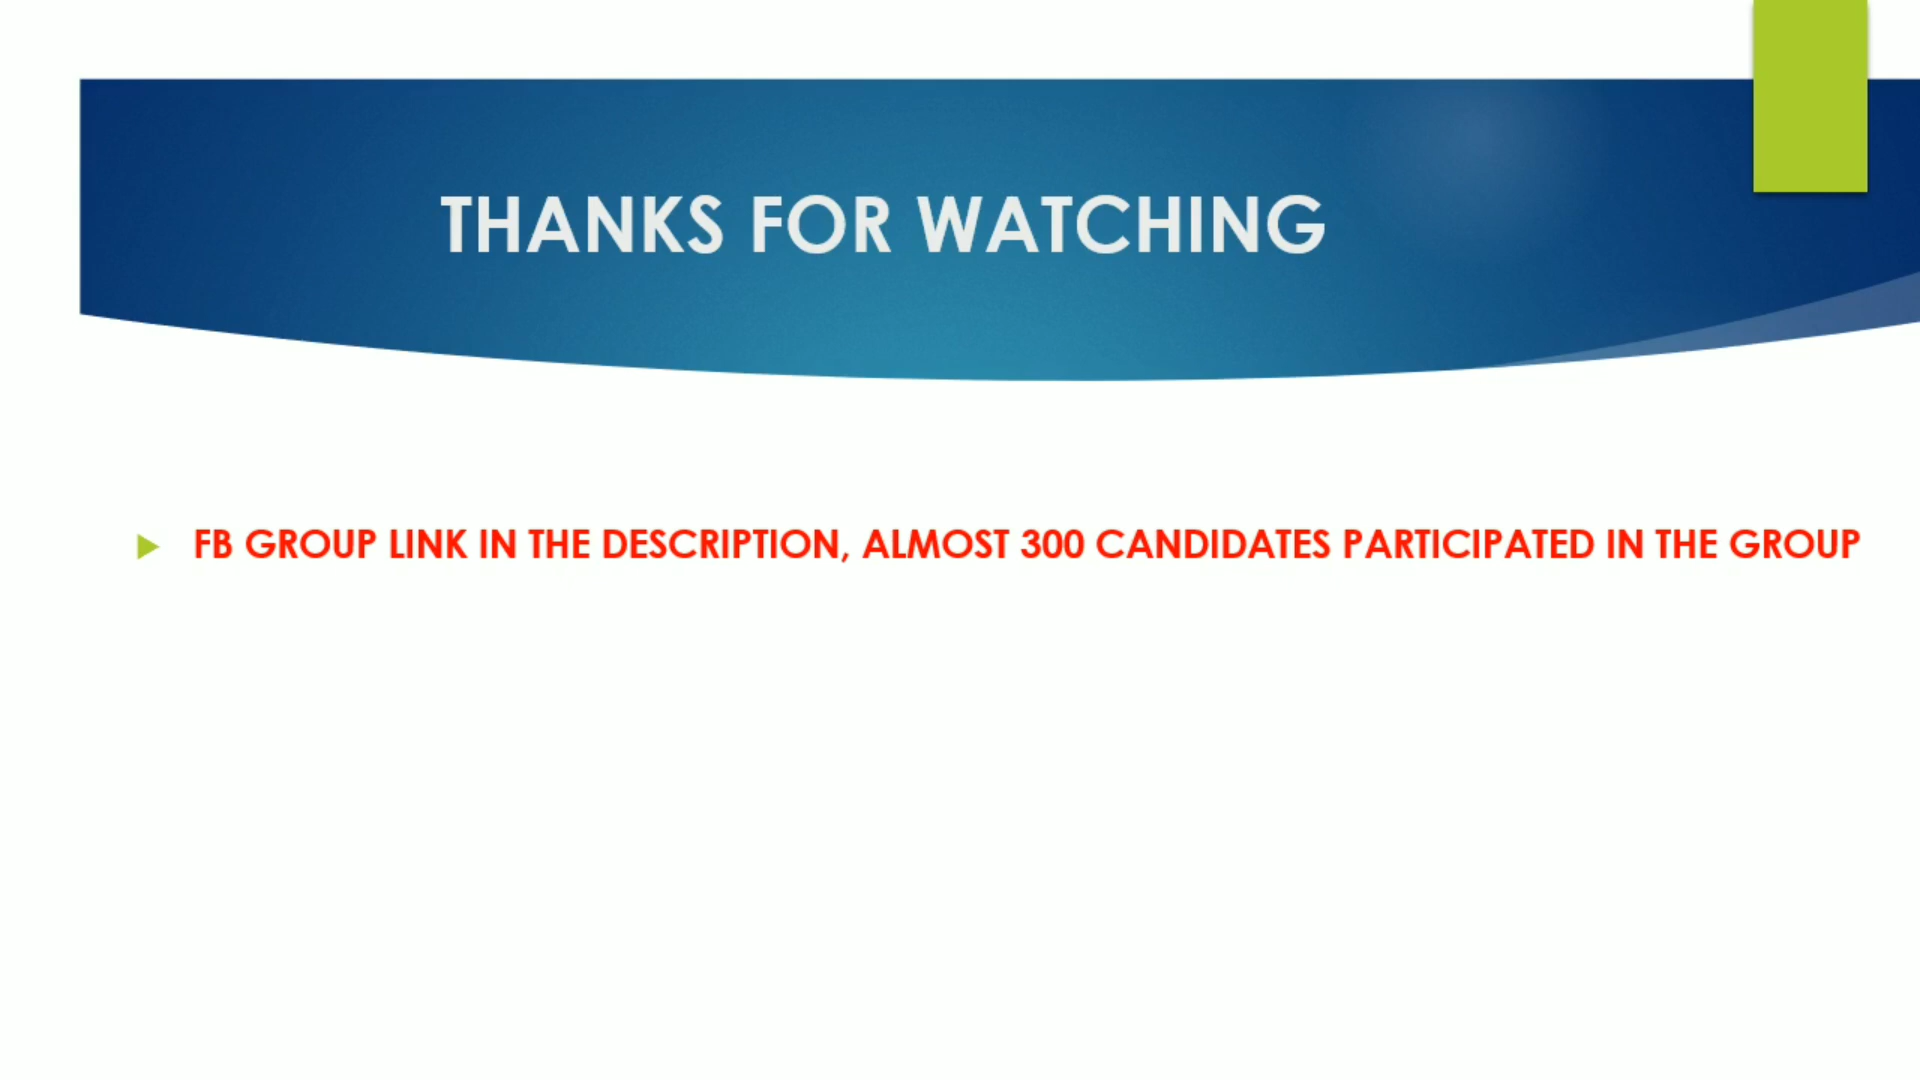 THANKS FOR WATCHING
FB GROUP LINK IN THE DESCRIPTION, ALMOST 300 CANDIDATES PARTICIPATED IN THE GROUP